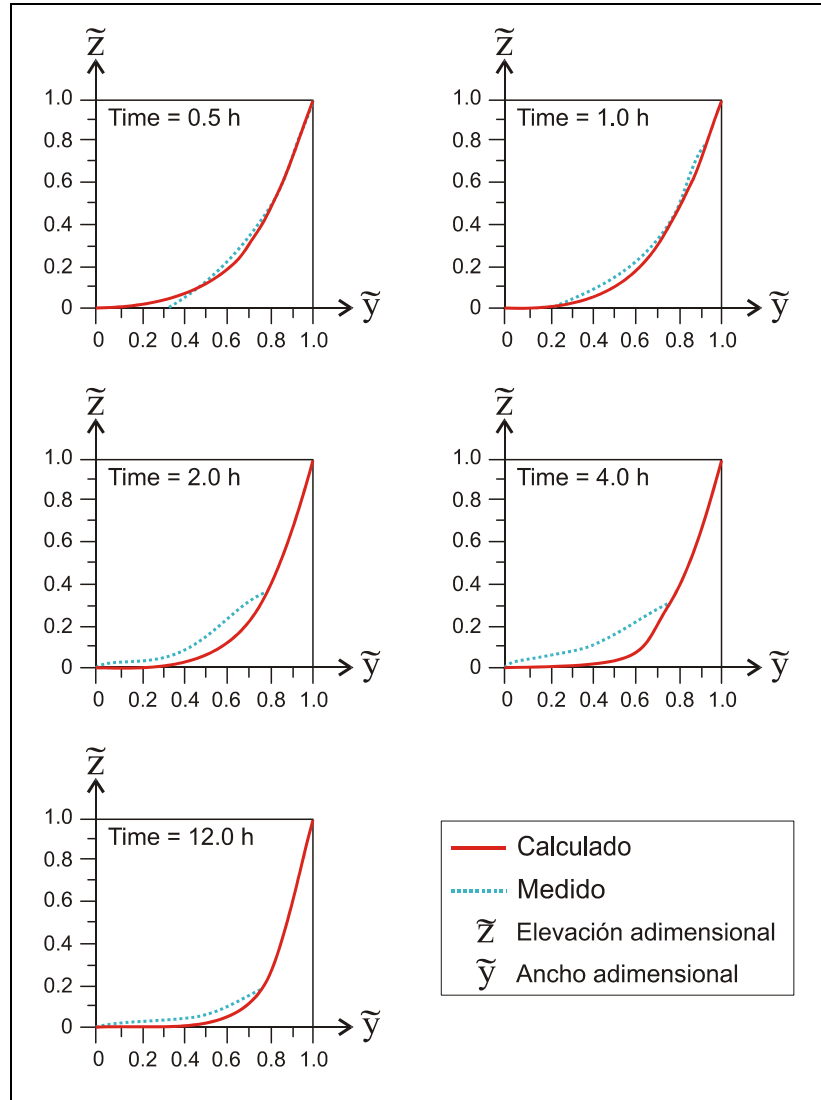 z̃
1.0
Time = 0.5 h
0.8
0.6
0.4
0.2
0
ỹ
0 0.2 0.4 0.6 0.8 1.0
z̃
1.0
Time = 1.0 h
0.8
0.6
0.4
0.2
0
ỹ
0 0.2 0.4 0.6 0.8 1.0
z̃
1.0
Time = 2.0 h
0.8
0.6
0.4
0.2
0
ỹ
0 0.2 0.4 0.6 0.8 1.0
z̃
1.0
Time = 4.0 h
0.8
0.6
0.4
0.2
0
ỹ
0 0.2 0.4 0.6 0.8 1.0
z̃
1.0
Time = 12.0 h
0.8
0.6
0.4
0.2
0
ỹ
0 0.2 0.4 0.6 0.8 1.0
Calculado
Medido
z̃ Elevación adimensional
ỹ Ancho adimensional